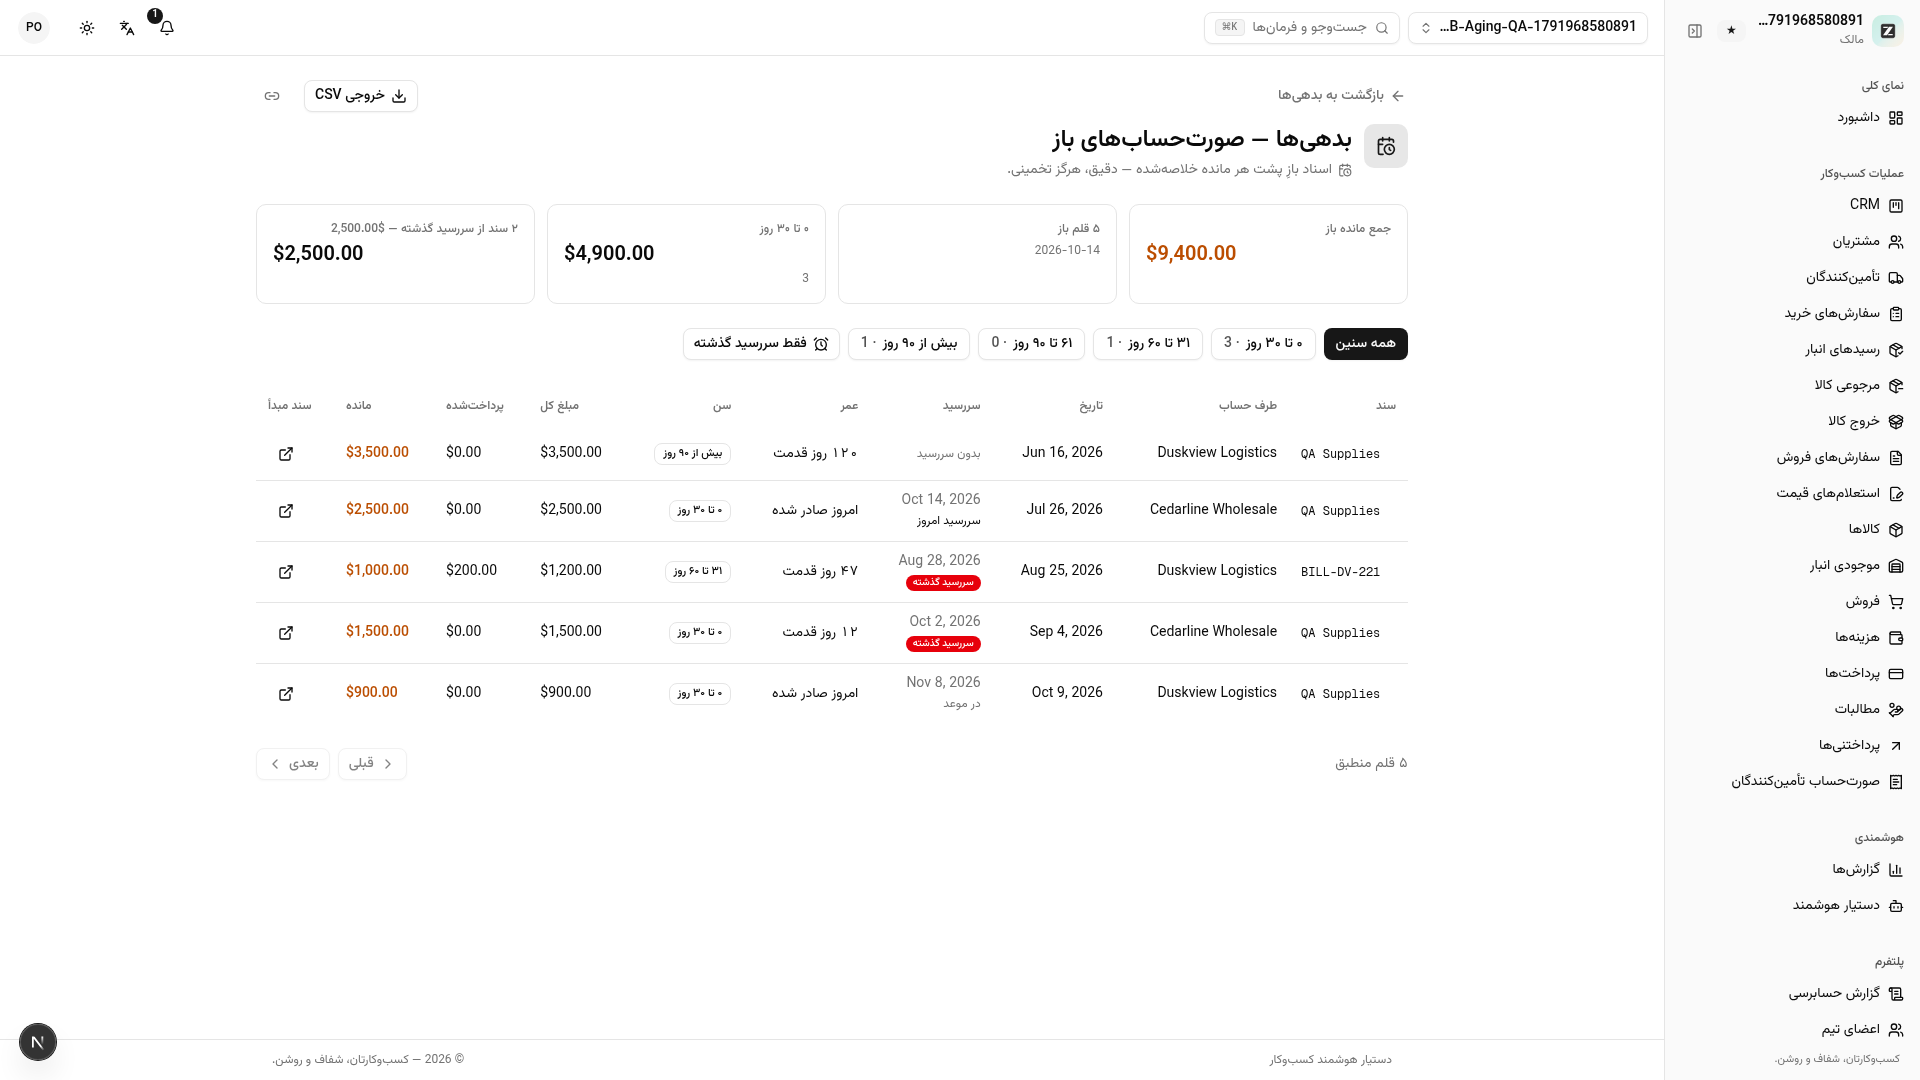 …791968580891
مالک
…B-Aging-QA-1791968580891
جست‌وجو و فرمان‌ها
⌘K
1
PO
نمای کلی
داشبورد
عملیات کسب‌وکار
CRM
مشتریان
تأمین‌کنندگان
سفارش‌های خرید
رسیدهای انبار
مرجوعی کالا
خروج کالا
سفارش‌های فروش
استعلام‌های قیمت
کالاها
موجودی انبار
فروش
هزینه‌ها
پرداخت‌ها
مطالبات
پرداختنی‌ها
صورت‌حساب تأمین‌کنندگان
هوشمندی
گزارش‌ها
دستیار هوشمند
پلتفرم
گزارش حسابرسی
اعضای تیم
کسب‌وکارتان، شفاف و روشن.
بازگشت به بدهی‌ها
خروجی CSV
بدهی‌ها — صورت‌حساب‌های باز
اسناد بازِ پشت هر مانده خلاصه‌شده — دقیق، هرگز تخمینی.
جمع مانده باز
$9,400.00
۵ قلم باز
2026-10-14
۰ تا ۳۰ روز
$4,900.00
3
۲ سند از سررسید گذشته — $2,500.00
$2,500.00
همه سنین
۰ تا ۳۰ روز · 3
۳۱ تا ۶۰ روز · 1
۶۱ تا ۹۰ روز · 0
بیش از ۹۰ روز · 1
فقط سررسید گذشته
سند طرف حساب تاریخ سررسید عمر سن مبلغ کل پرداخت‌شده مانده سند مبدأ
QA Supplies Duskview Logistics Jun 16, 2026 بدون سررسید ۱۲۰ روز قدمت بیش از ۹۰ روز $3,500.00 $0.00 $3,500.00
QA Supplies Cedarline Wholesale Jul 26, 2026 Oct 14, 2026 سررسید امروز امروز صادر شده ۰ تا ۳۰ روز $2,500.00 $0.00 $2,500.00
BILL-DV-221 Duskview Logistics Aug 25, 2026 Aug 28, 2026 سررسید گذشته ۴۷ روز قدمت ۳۱ تا ۶۰ روز $1,200.00 $200.00 $1,000.00
QA Supplies Cedarline Wholesale Sep 4, 2026 Oct 2, 2026 سررسید گذشته ۱۲ روز قدمت ۰ تا ۳۰ روز $1,500.00 $0.00 $1,500.00
QA Supplies Duskview Logistics Oct 9, 2026 Nov 8, 2026 در موعد امروز صادر شده ۰ تا ۳۰ روز $900.00 $0.00 $900.00
۵ قلم منطبق
قبلی
بعدی
دستیار هوشمند کسب‌وکار
© 2026 — کسب‌وکارتان، شفاف و روشن.